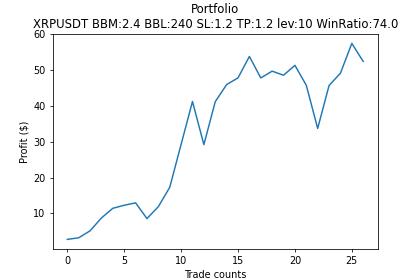 Portfolio
XRPUSDT BBM:2.4 BBL:240 SL:1.2 TP:1.2 lev:10 WinRatio:74.0
60
50
40
30
20
10
Profit ($)
0 5 10 15 20 25
Trade counts